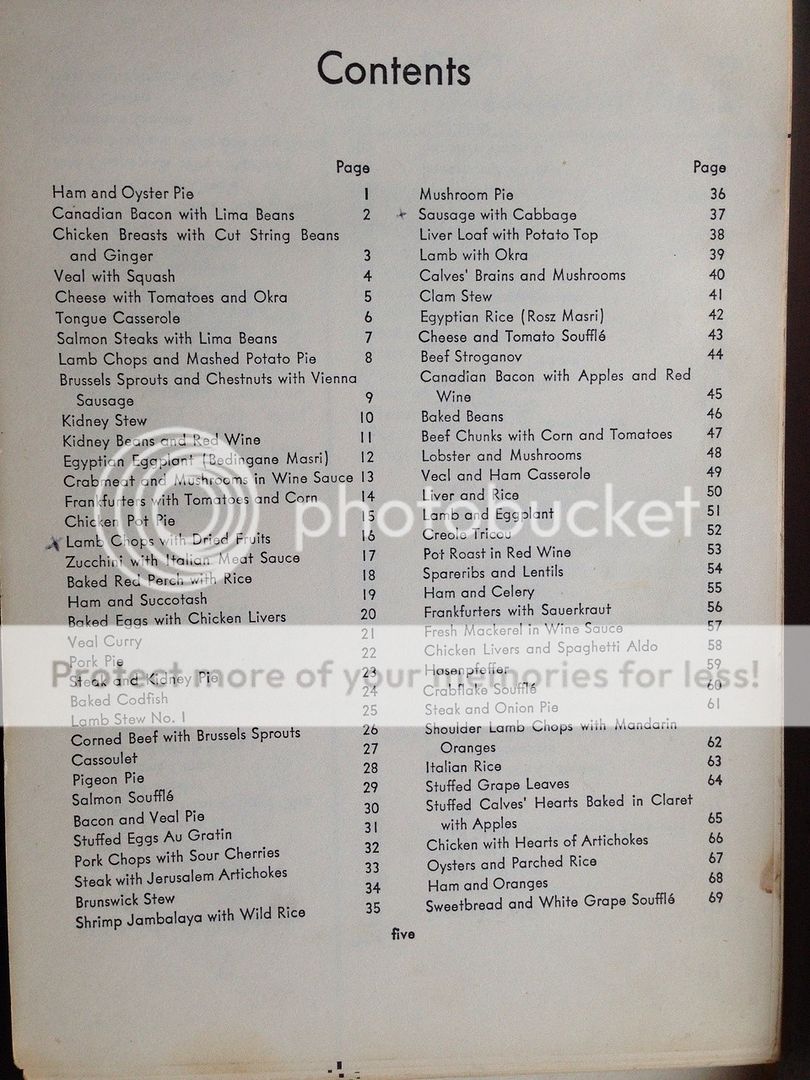 Contents
Page
Ham and Oyster Pie 1
Canadian Bacon with Lima Beans 2
Chicken Breasts with Cut String Beans
and Ginger 3
Veal with Squash 4
Cheese with Tomatoes and Okra 5
Tongue Casserole 6
Salmon Steaks with Lima Beans 7
Lamb Chops and Mashed Potato Pie 8
Brussels Sprouts and Chestnuts with Vienna
Sausage 9
Kidney Stew 10
Kidney Beans and Red Wine 11
Egyptian Eggplant (Bedingane Masri) 12
Crabmeat and Mushrooms in Wine Sauce 13
Frankfurters with Tomatoes and Corn 14
Chicken Pot Pie 15
Lamb Chops with Dried Fruits 16
Zucchini with Italian Meat Sauce 17
Baked Red Perch with Rice 18
Ham and Succotash 19
Baked Eggs with Chicken Livers 20
Veal Curry 21
Pork Pie 22
Steak and Kidney Pie 23
Baked Codfish 24
Lamb Stew No. 1 25
Corned Beef with Brussels Sprouts 26
Cassoulet 27
Pigeon Pie 28
Salmon Soufflé 29
Bacon and Veal Pie 30
Stuffed Eggs Au Gratin 31
Pork Chops with Sour Cherries 32
Steak with Jerusalem Artichokes 33
Brunswick Stew 34
Shrimp Jambalaya with Wild Rice 35
Page
Mushroom Pie 36
Sausage with Cabbage 37
Liver Loaf with Potato Top 38
Lamb with Okra 39
Calves' Brains and Mushrooms 40
Clam Stew 41
Egyptian Rice (Rosz Masri) 42
Cheese and Tomato Soufflé 43
Beef Stroganov 44
Canadian Bacon with Apples and Red
Wine 45
Baked Beans 46
Beef Chunks with Corn and Tomatoes 47
Lobster and Mushrooms 48
Veal and Ham Casserole 49
Liver and Rice 50
Lamb and Eggplant 51
Creole Tricou 52
Pot Roast in Red Wine 53
Spareribs and Lentils 54
Ham and Celery 55
Frankfurters with Sauerkraut 56
Fresh Mackerel in Wine Sauce 57
Chicken Livers and Spaghetti Aldo 58
Hasenpfeffer 59
Crabflake Soufflé 60
Steak and Onion Pie 61
Shoulder Lamb Chops with Mandarin
Oranges 62
Italian Rice 63
Stuffed Grape Leaves 64
Stuffed Calves' Hearts Baked in Claret
with Apples 65
Chicken with Hearts of Artichokes 66
Oysters and Parched Rice 67
Ham and Oranges 68
Sweetbread and White Grape Soufflé 69
five
photobucket
Protect more of your memories for less!